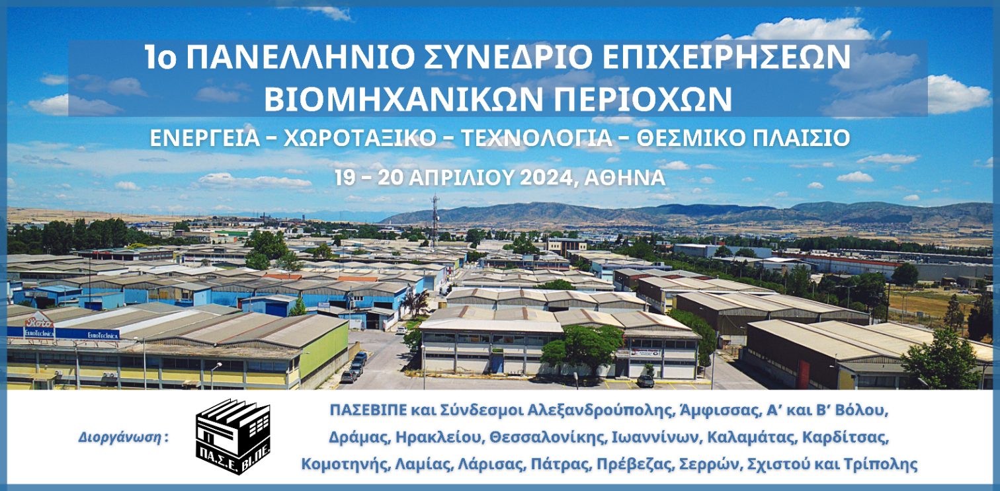 1ο ΠΑΝΕΛΛΗΝΙΟ ΣΥΝΕΔΡΙΟ ΕΠΙΧΕΙΡΗΣΕΩΝ
ΒΙΟΜΗΧΑΝΙΚΩΝ ΠΕΡΙΟΧΩΝ
ΕΝΕΡΓΕΙΑ – ΧΩΡΟΤΑΞΙΚΟ – ΤΕΧΝΟΛΟΓΙΑ – ΘΕΣΜΙΚΟ ΠΛΑΙΣΙΟ
19 – 20 ΑΠΡΙΛΙΟΥ 2024, ΑΘΗΝΑ
Roto
EUROTECHNICA EUROTECHNICA
Διοργάνωση :
ΠΑ.Σ.Ε. ΒΙ.ΠΕ.
ΠΑΣΕΒΙΠΕ και Σύνδεσμοι Αλεξανδρούπολης, Άμφισσας, Α’ και Β’ Βόλου,
Δράμας, Ηρακλείου, Θεσσαλονίκης, Ιωαννίνων, Καλαμάτας, Καρδίτσας,
Κομοτηνής, Λαμίας, Λάρισας, Πάτρας, Πρέβεζας, Σερρών, Σχιστού και Τρίπολης